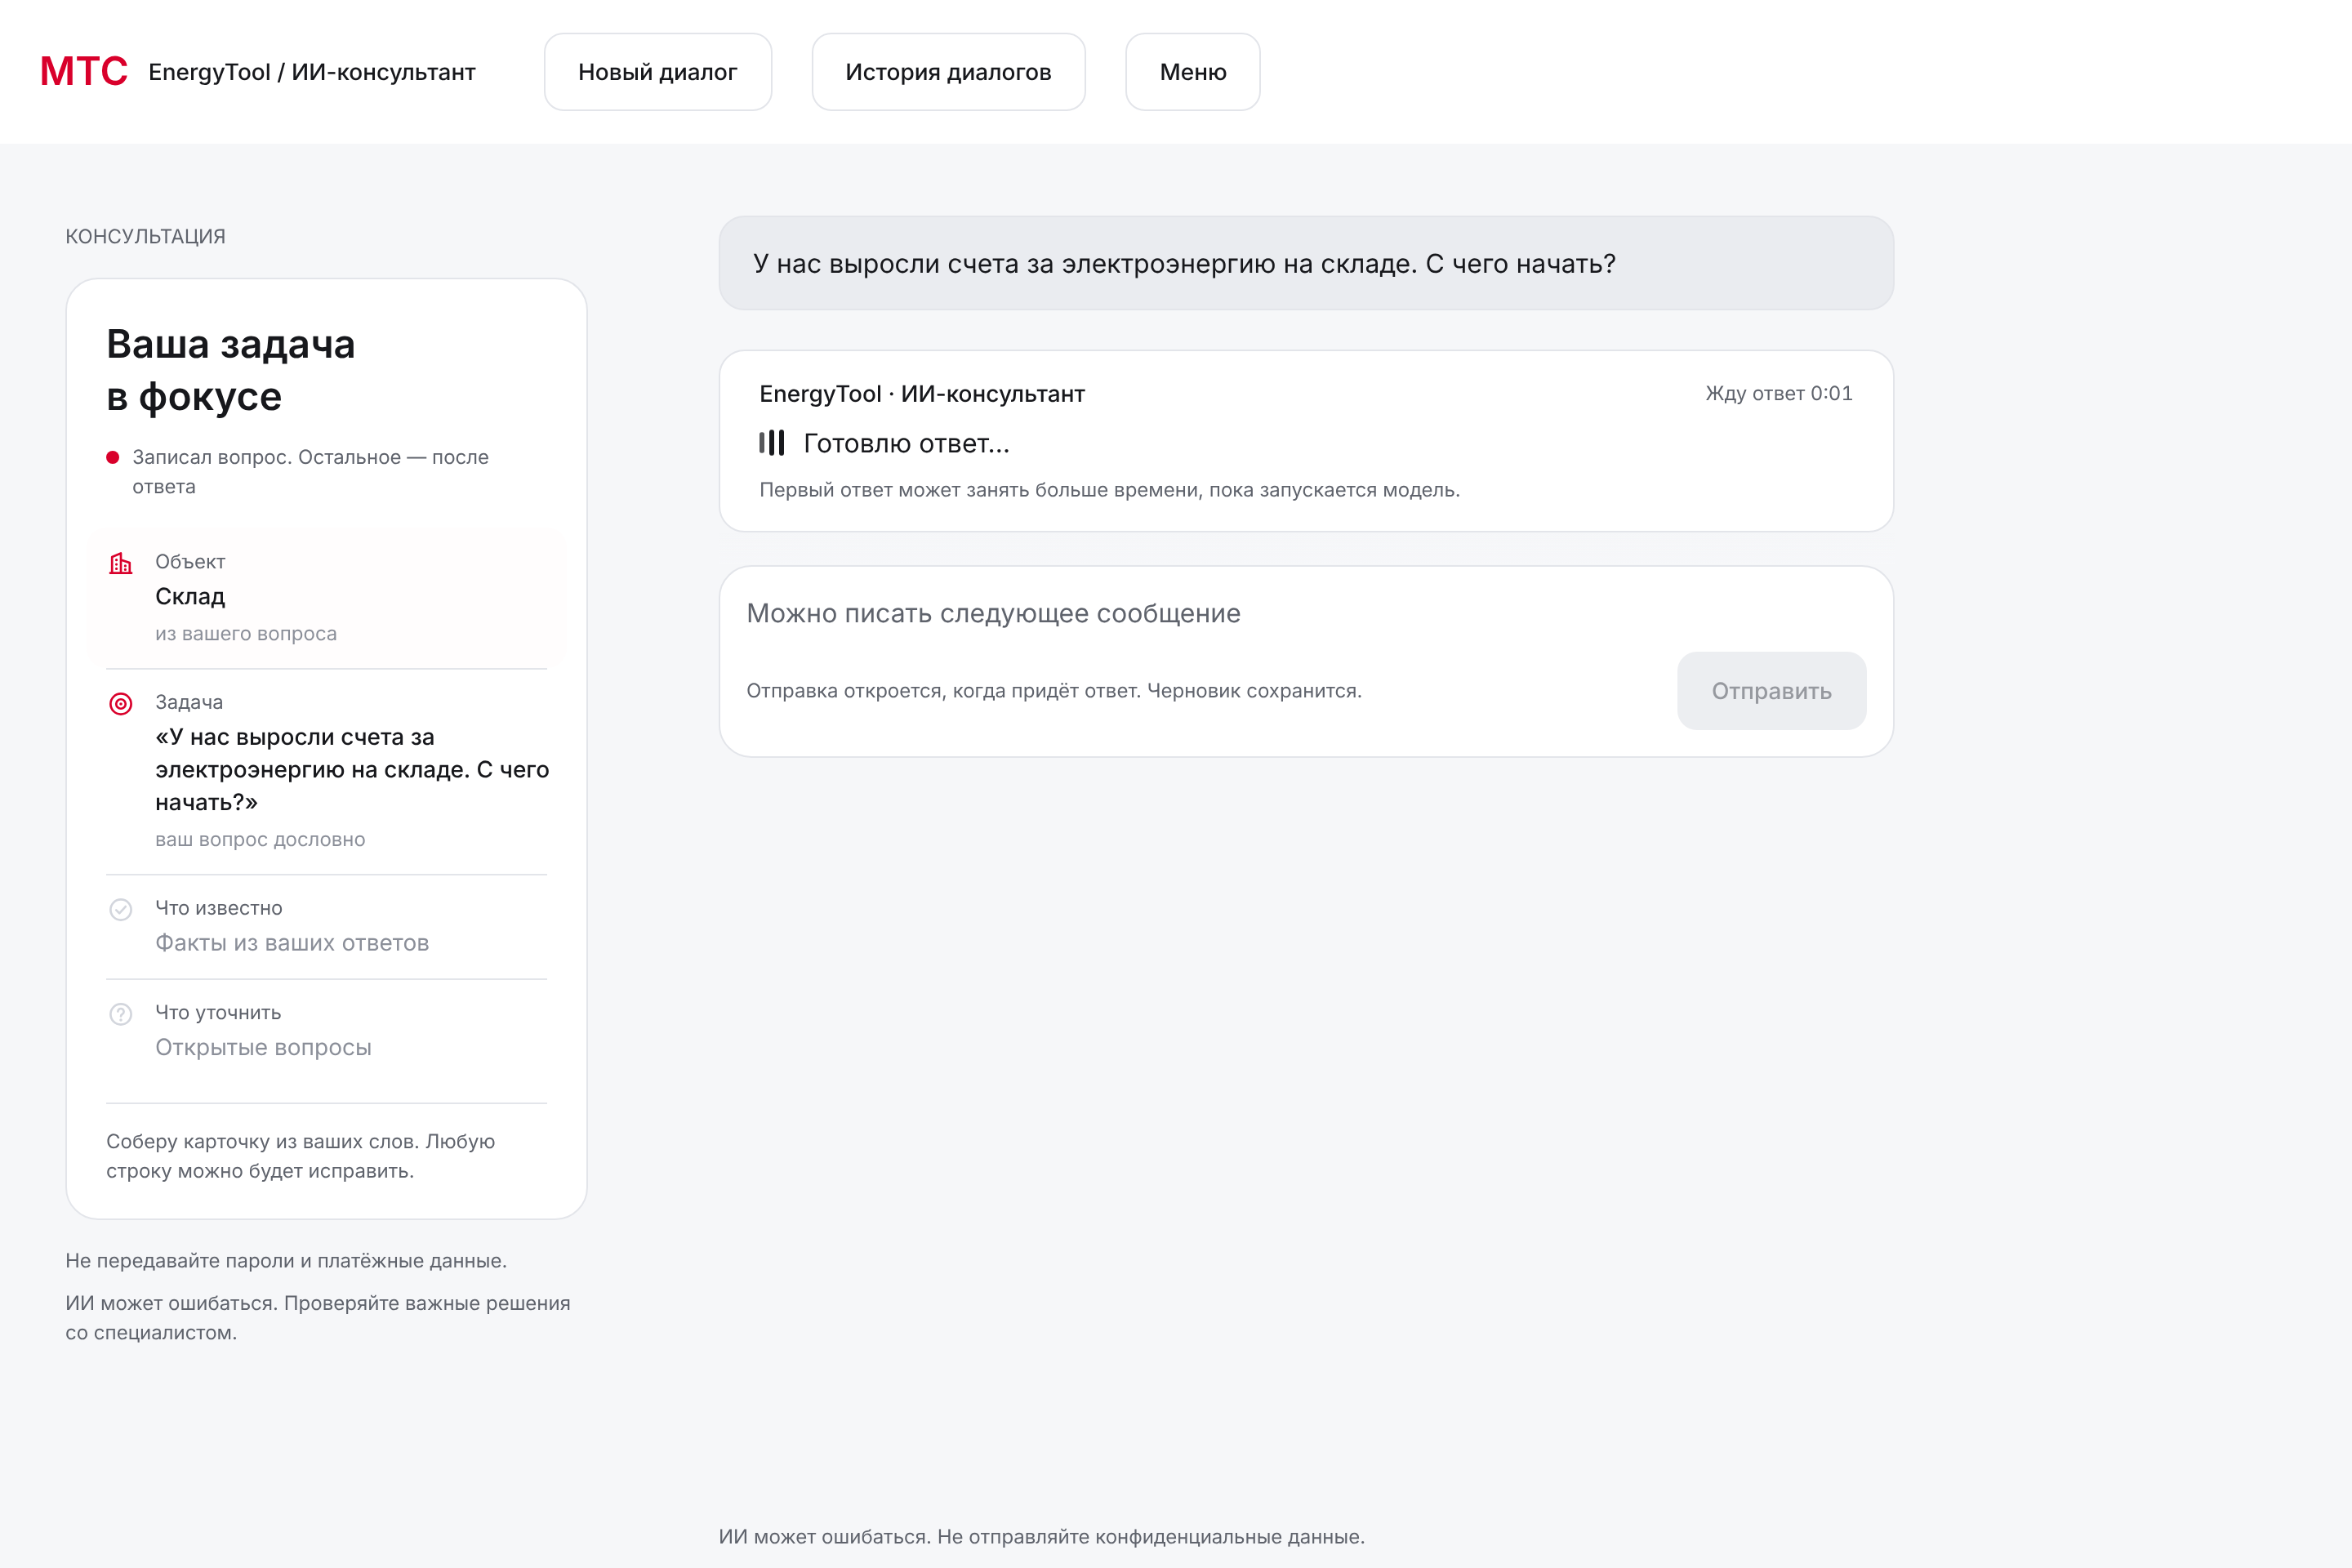 МТС EnergyTool / ИИ-консультант Новый диалог История диалогов Меню
КОНСУЛЬТАЦИЯ
Ваша задача
в фокусе
Записал вопрос. Остальное — после
ответа
Объект
Склад
из вашего вопроса
Задача
«У нас выросли счета за
электроэнергию на складе. С чего
начать?»
ваш вопрос дословно
Что известно
Факты из ваших ответов
Что уточнить
Открытые вопросы
Соберу карточку из ваших слов. Любую
строку можно будет исправить.
Не передавайте пароли и платёжные данные.
ИИ может ошибаться. Проверяйте важные решения
со специалистом.
У нас выросли счета за электроэнергию на складе. С чего начать?
EnergyTool · ИИ-консультант Жду ответ 0:01
Готовлю ответ...
Первый ответ может занять больше времени, пока запускается модель.
Можно писать следующее сообщение
Отправка откроется, когда придёт ответ. Черновик сохранится. Отправить
ИИ может ошибаться. Не отправляйте конфиденциальные данные.